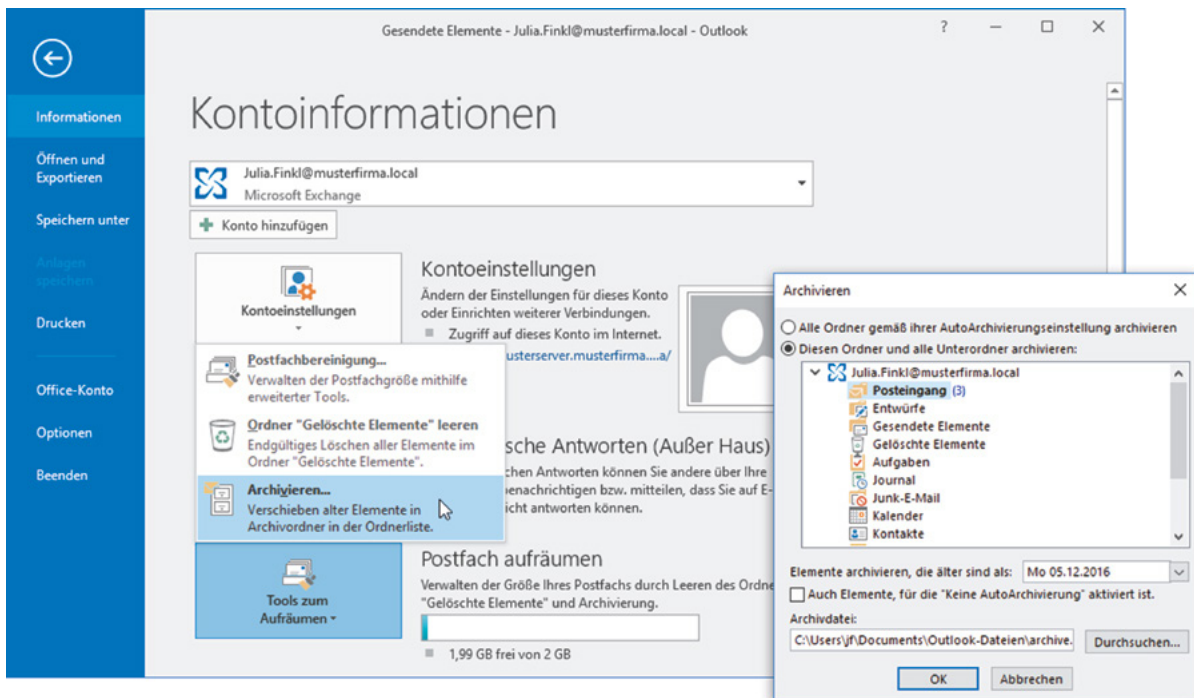 Gesendete Elemente - Julia.Finkl@musterfirma.local - Outlook
Informationen
Öffnen und
Exportieren
Speichern unter
Anlagen
speichern
Drucken
Office-Konto
Optionen
Beenden
Kontoinformationen
Julia.Finkl@musterfirma.local
Microsoft Exchange
Konto hinzufügen
Kontoeinstellungen
Kontoeinstellungen
Ändern der Einstellungen für dieses Konto
oder Einrichten weiterer Verbindungen.
Zugriff auf dieses Konto im Internet.
usterserver.musterfirma....a/
Postfachbereinigung...
Verwalten der Postfachgröße mithilfe
erweiterter Tools.
Ordner "Gelöschte Elemente" leeren
Endgültiges Löschen aller Elemente im
Ordner "Gelöschte Elemente".
Archivieren...
Verschieben alter Elemente in
Archivordner in der Ordnerliste.
sche Antworten (Außer Haus)
chen Antworten können Sie andere über Ihre
enachrichtigen bzw. mitteilen, dass Sie auf E-
icht antworten können.
Tools zum
Aufräumen
Postfach aufräumen
Verwalten der Größe Ihres Postfachs durch Leeren des Ordne
"Gelöschte Elemente" und Archivierung.
1,99 GB frei von 2 GB
Archivieren
Alle Ordner gemäß ihrer AutoArchivierungseinstellung archivieren
Diesen Ordner und alle Unterordner archivieren:
Julia.Finkl@musterfirma.local
Posteingang (3)
Entwürfe
Gesendete Elemente
Gelöschte Elemente
Aufgaben
Journal
Junk-E-Mail
Kalender
Kontakte
Elemente archivieren, die älter sind als: Mo 05.12.2016
Auch Elemente, für die "Keine AutoArchivierung" aktiviert ist.
Archivdatei:
C:\Users\jf\Documents\Outlook-Dateien\archive. Durchsuchen...
OK Abbrechen